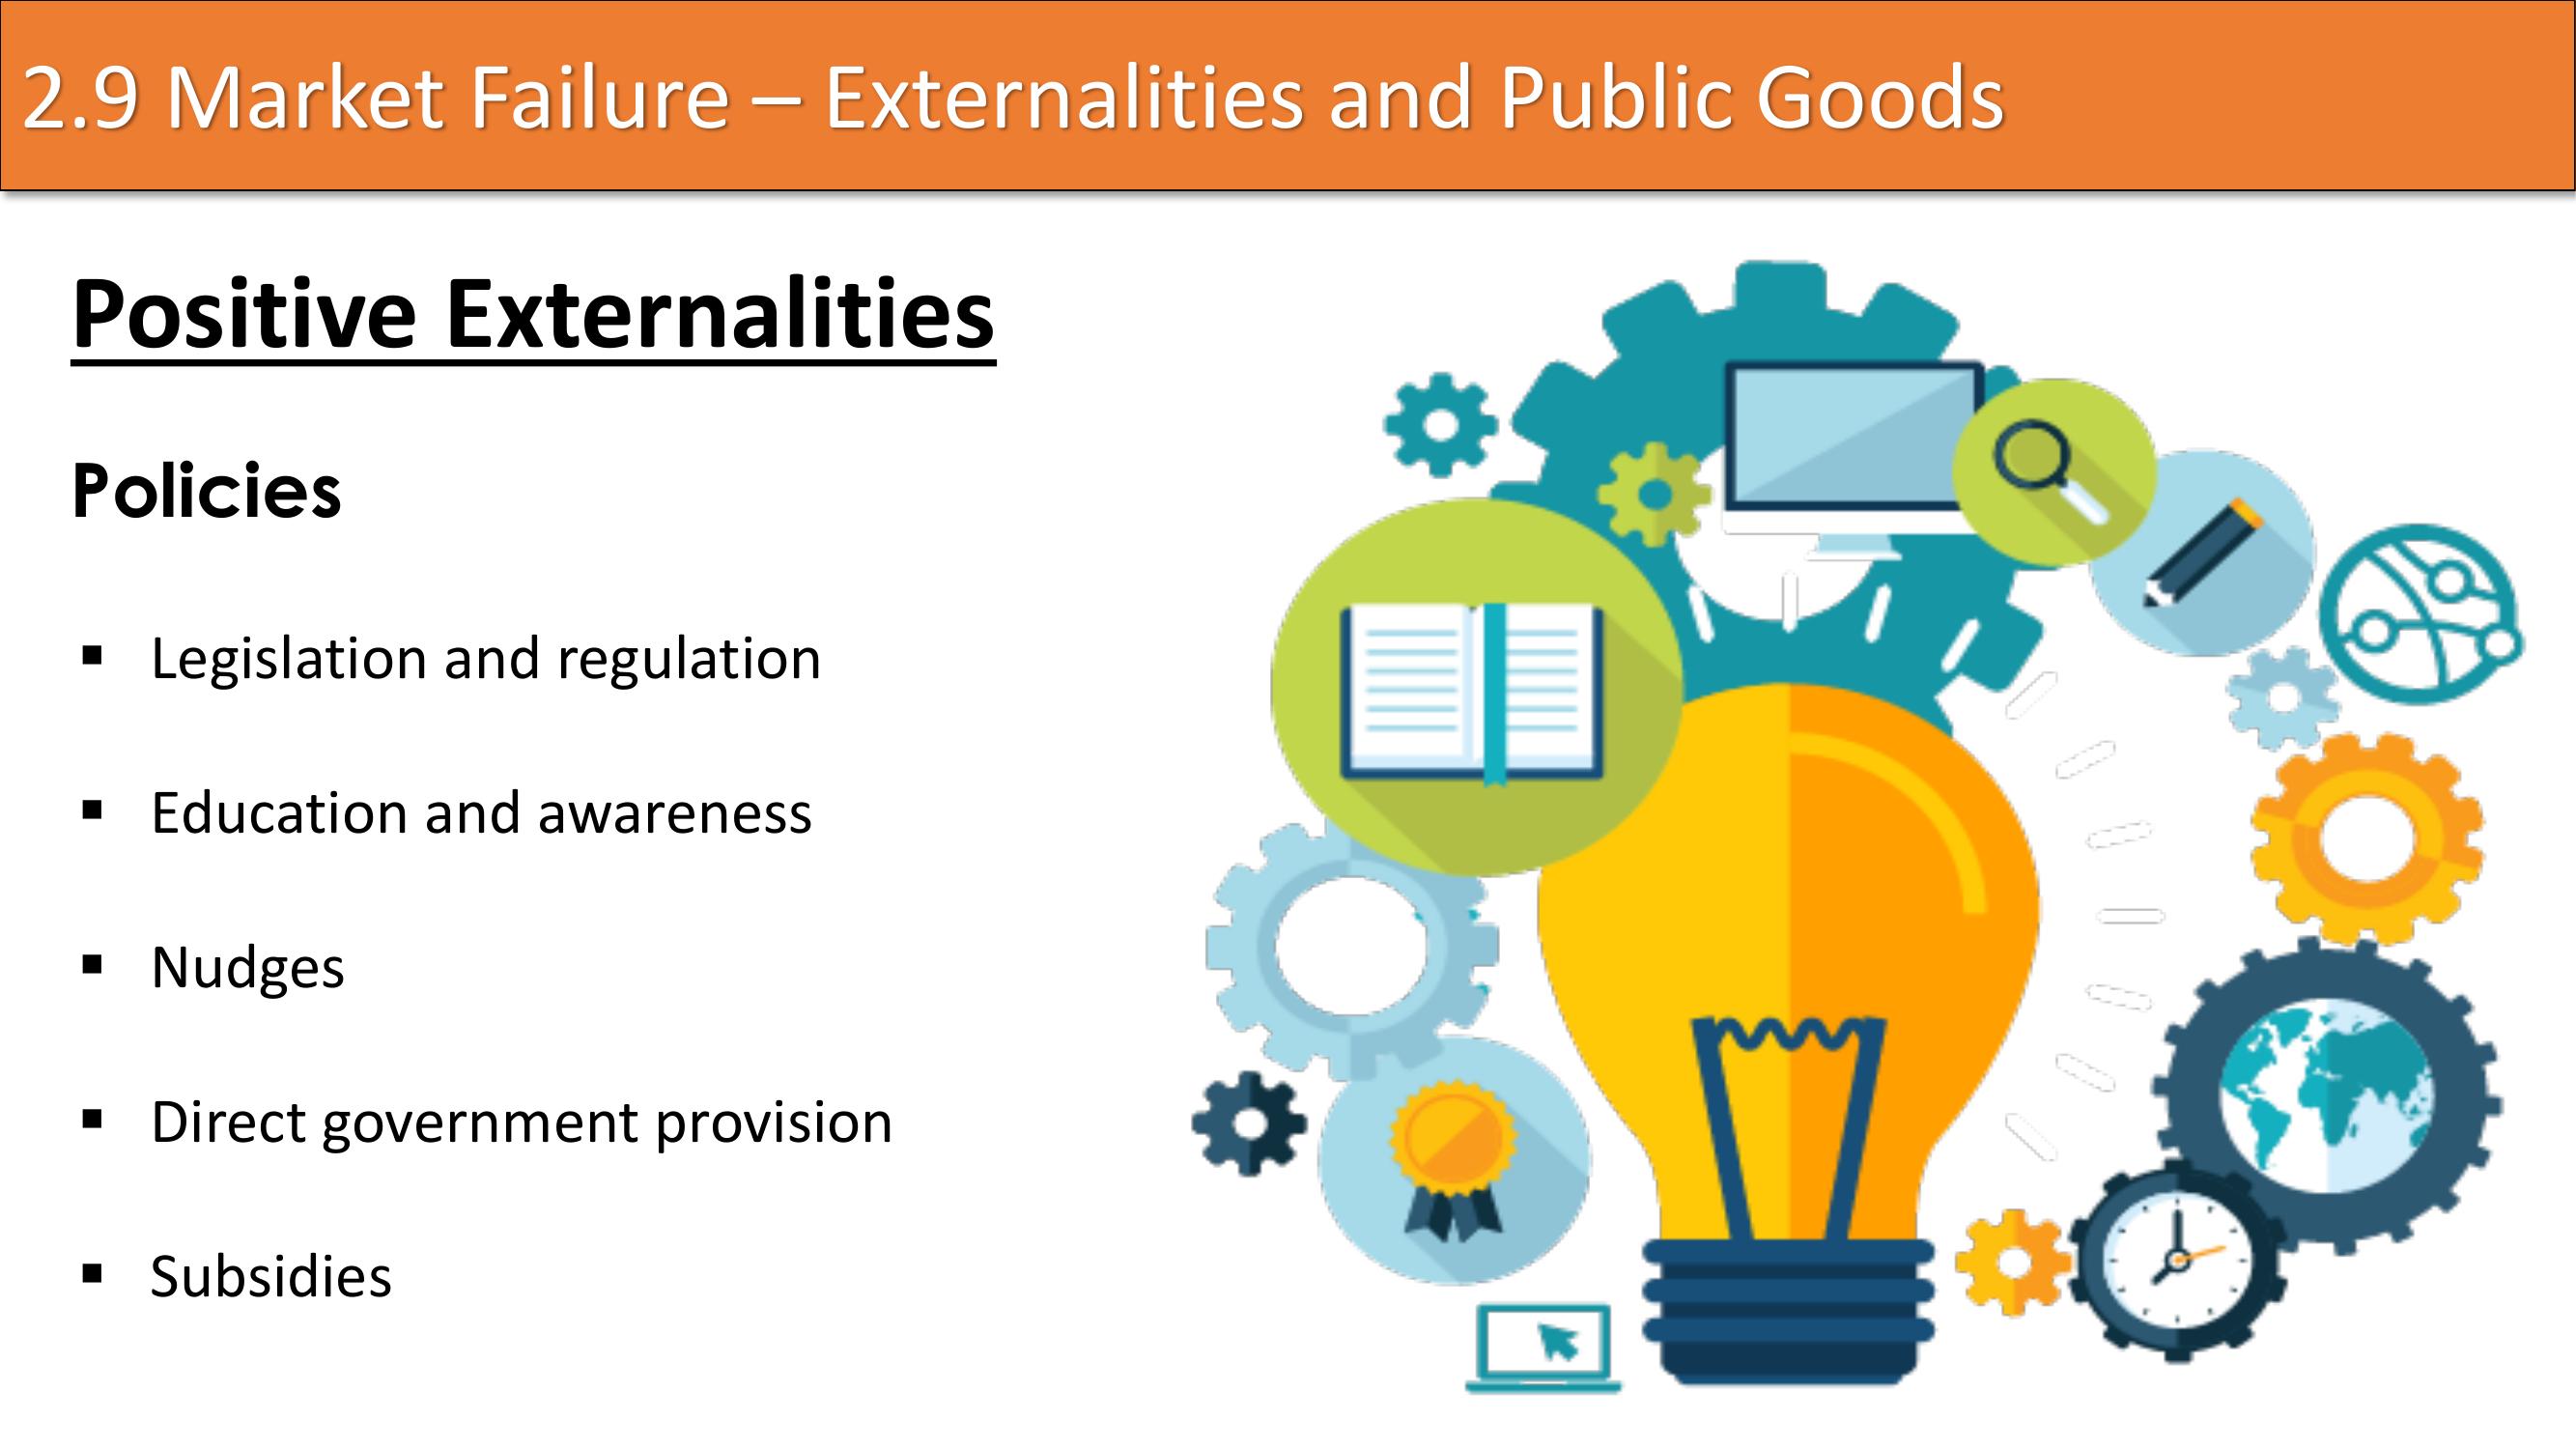 2.9 Market Failure – Externalities and Public Goods
Positive Externalities
Policies
▪ Legislation and regulation
▪ Education and awareness
▪ Nudges
▪ Direct government provision
▪ Subsidies